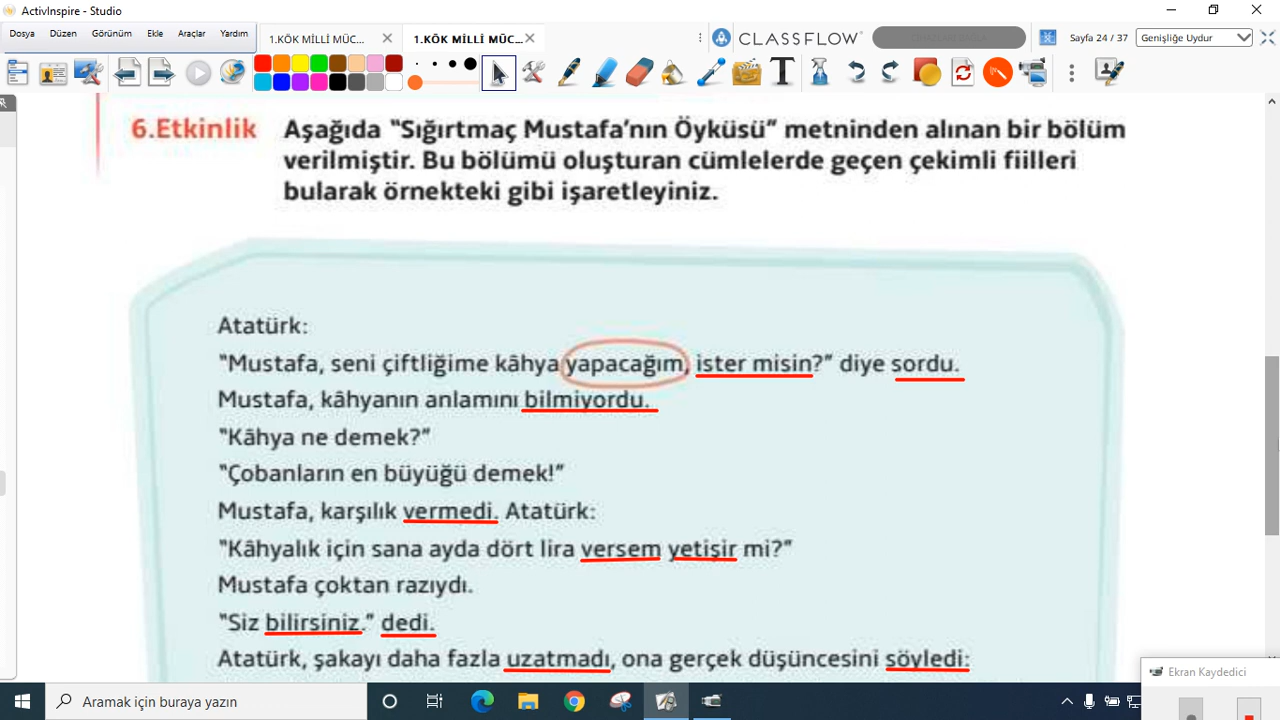 ActivInspire - Studio
Dosya Düzen Görünüm Ekle Araçlar Yardım
1.KÖK MİLLİ MÜC...
1.KÖK MİLLİ MÜC...
CLASSFLOW
Sayfa 24 / 37
Genişliğe Uydur
6.Etkinlik Aşağıda “Sığırtmaç Mustafa’nın Öyküsü” metninden alınan bir bölüm
verilmiştir. Bu bölümü oluşturan cümlelerde geçen çekimli fiilleri
bularak örnekteki gibi işaretleyiniz.
Atatürk:
“Mustafa, seni çiftliğime kâhya yapacağım, ister misin?” diye sordu.
Mustafa, kâhyanın anlamını bilmiyordu.
“Kâhya ne demek?”
“Çobanların en büyüğü demek!”
Mustafa, karşılık vermedi. Atatürk:
“Kâhyalık için sana ayda dört lira versem yetişir mi?”
Mustafa çoktan razıydı.
“Siz bilirsiniz.” dedi.
Atatürk, şakayı daha fazla uzatmadı, ona gerçek düşüncesini söyledi:
Ekran Kaydedici
Aramak için buraya yazın